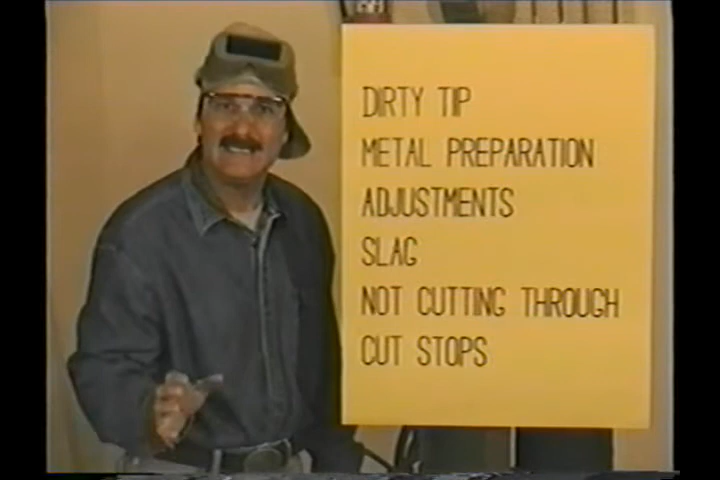 DIRTY TIP
METAL PREPARATION
ADJUSTMENTS
SLAG
NOT CUTTING THROUGH
CUT STOPS